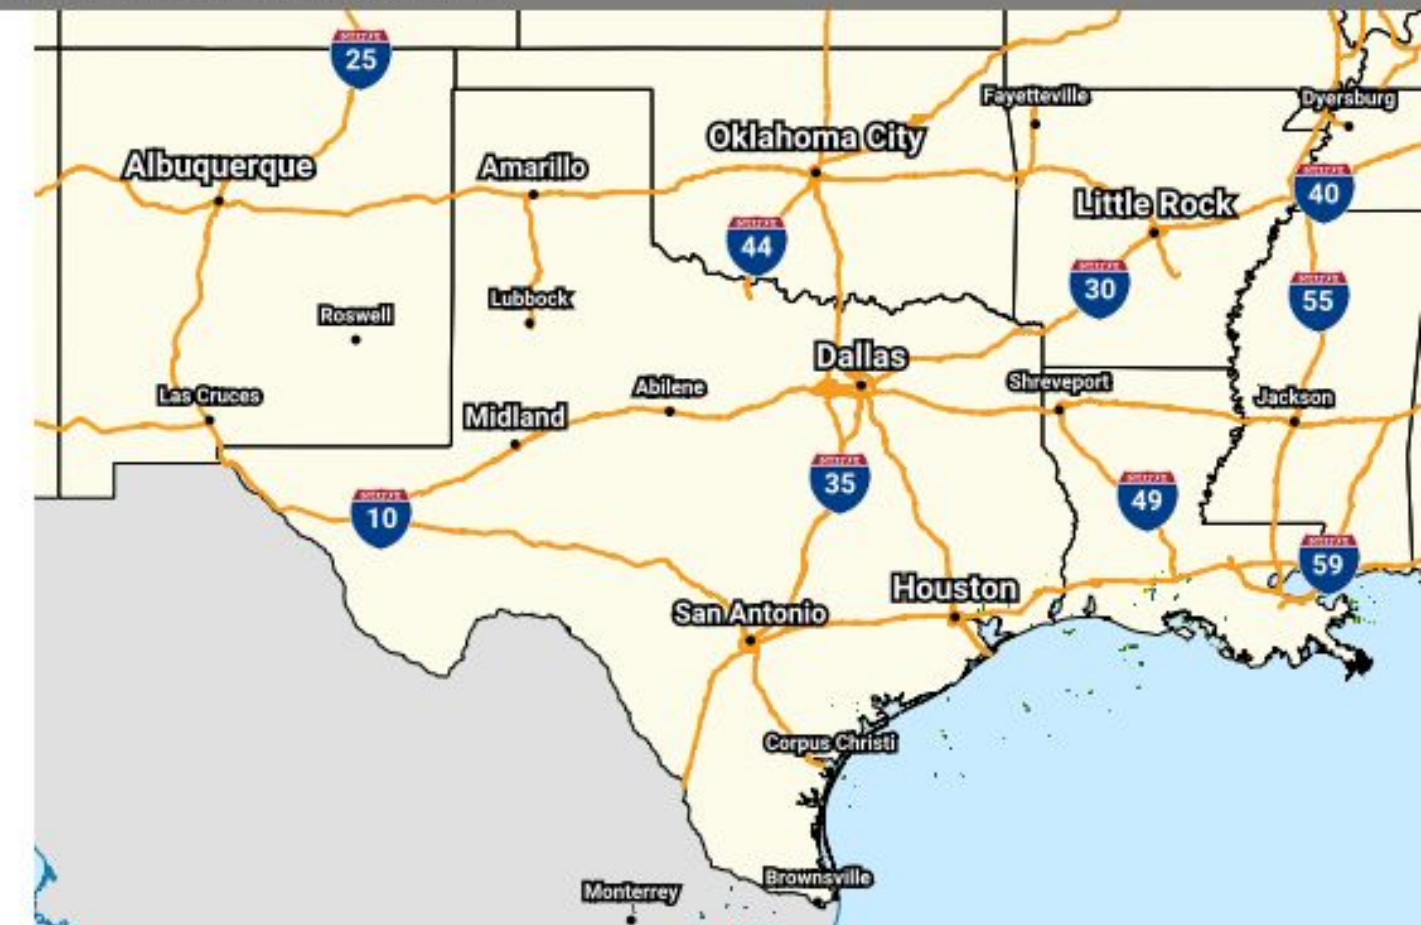 25
Fayetteville
Dyersburg
Oklahoma City
Albuquerque
Amarillo
40
Little Rock
44
30
55
Lubbock
Roswell
Dallas
Las Cruces
Abilene
Shreveport
Jackson
Midland
35
49
10
59
Houston
San Antonio
Corpus Christi
Brownsville
Monterrey